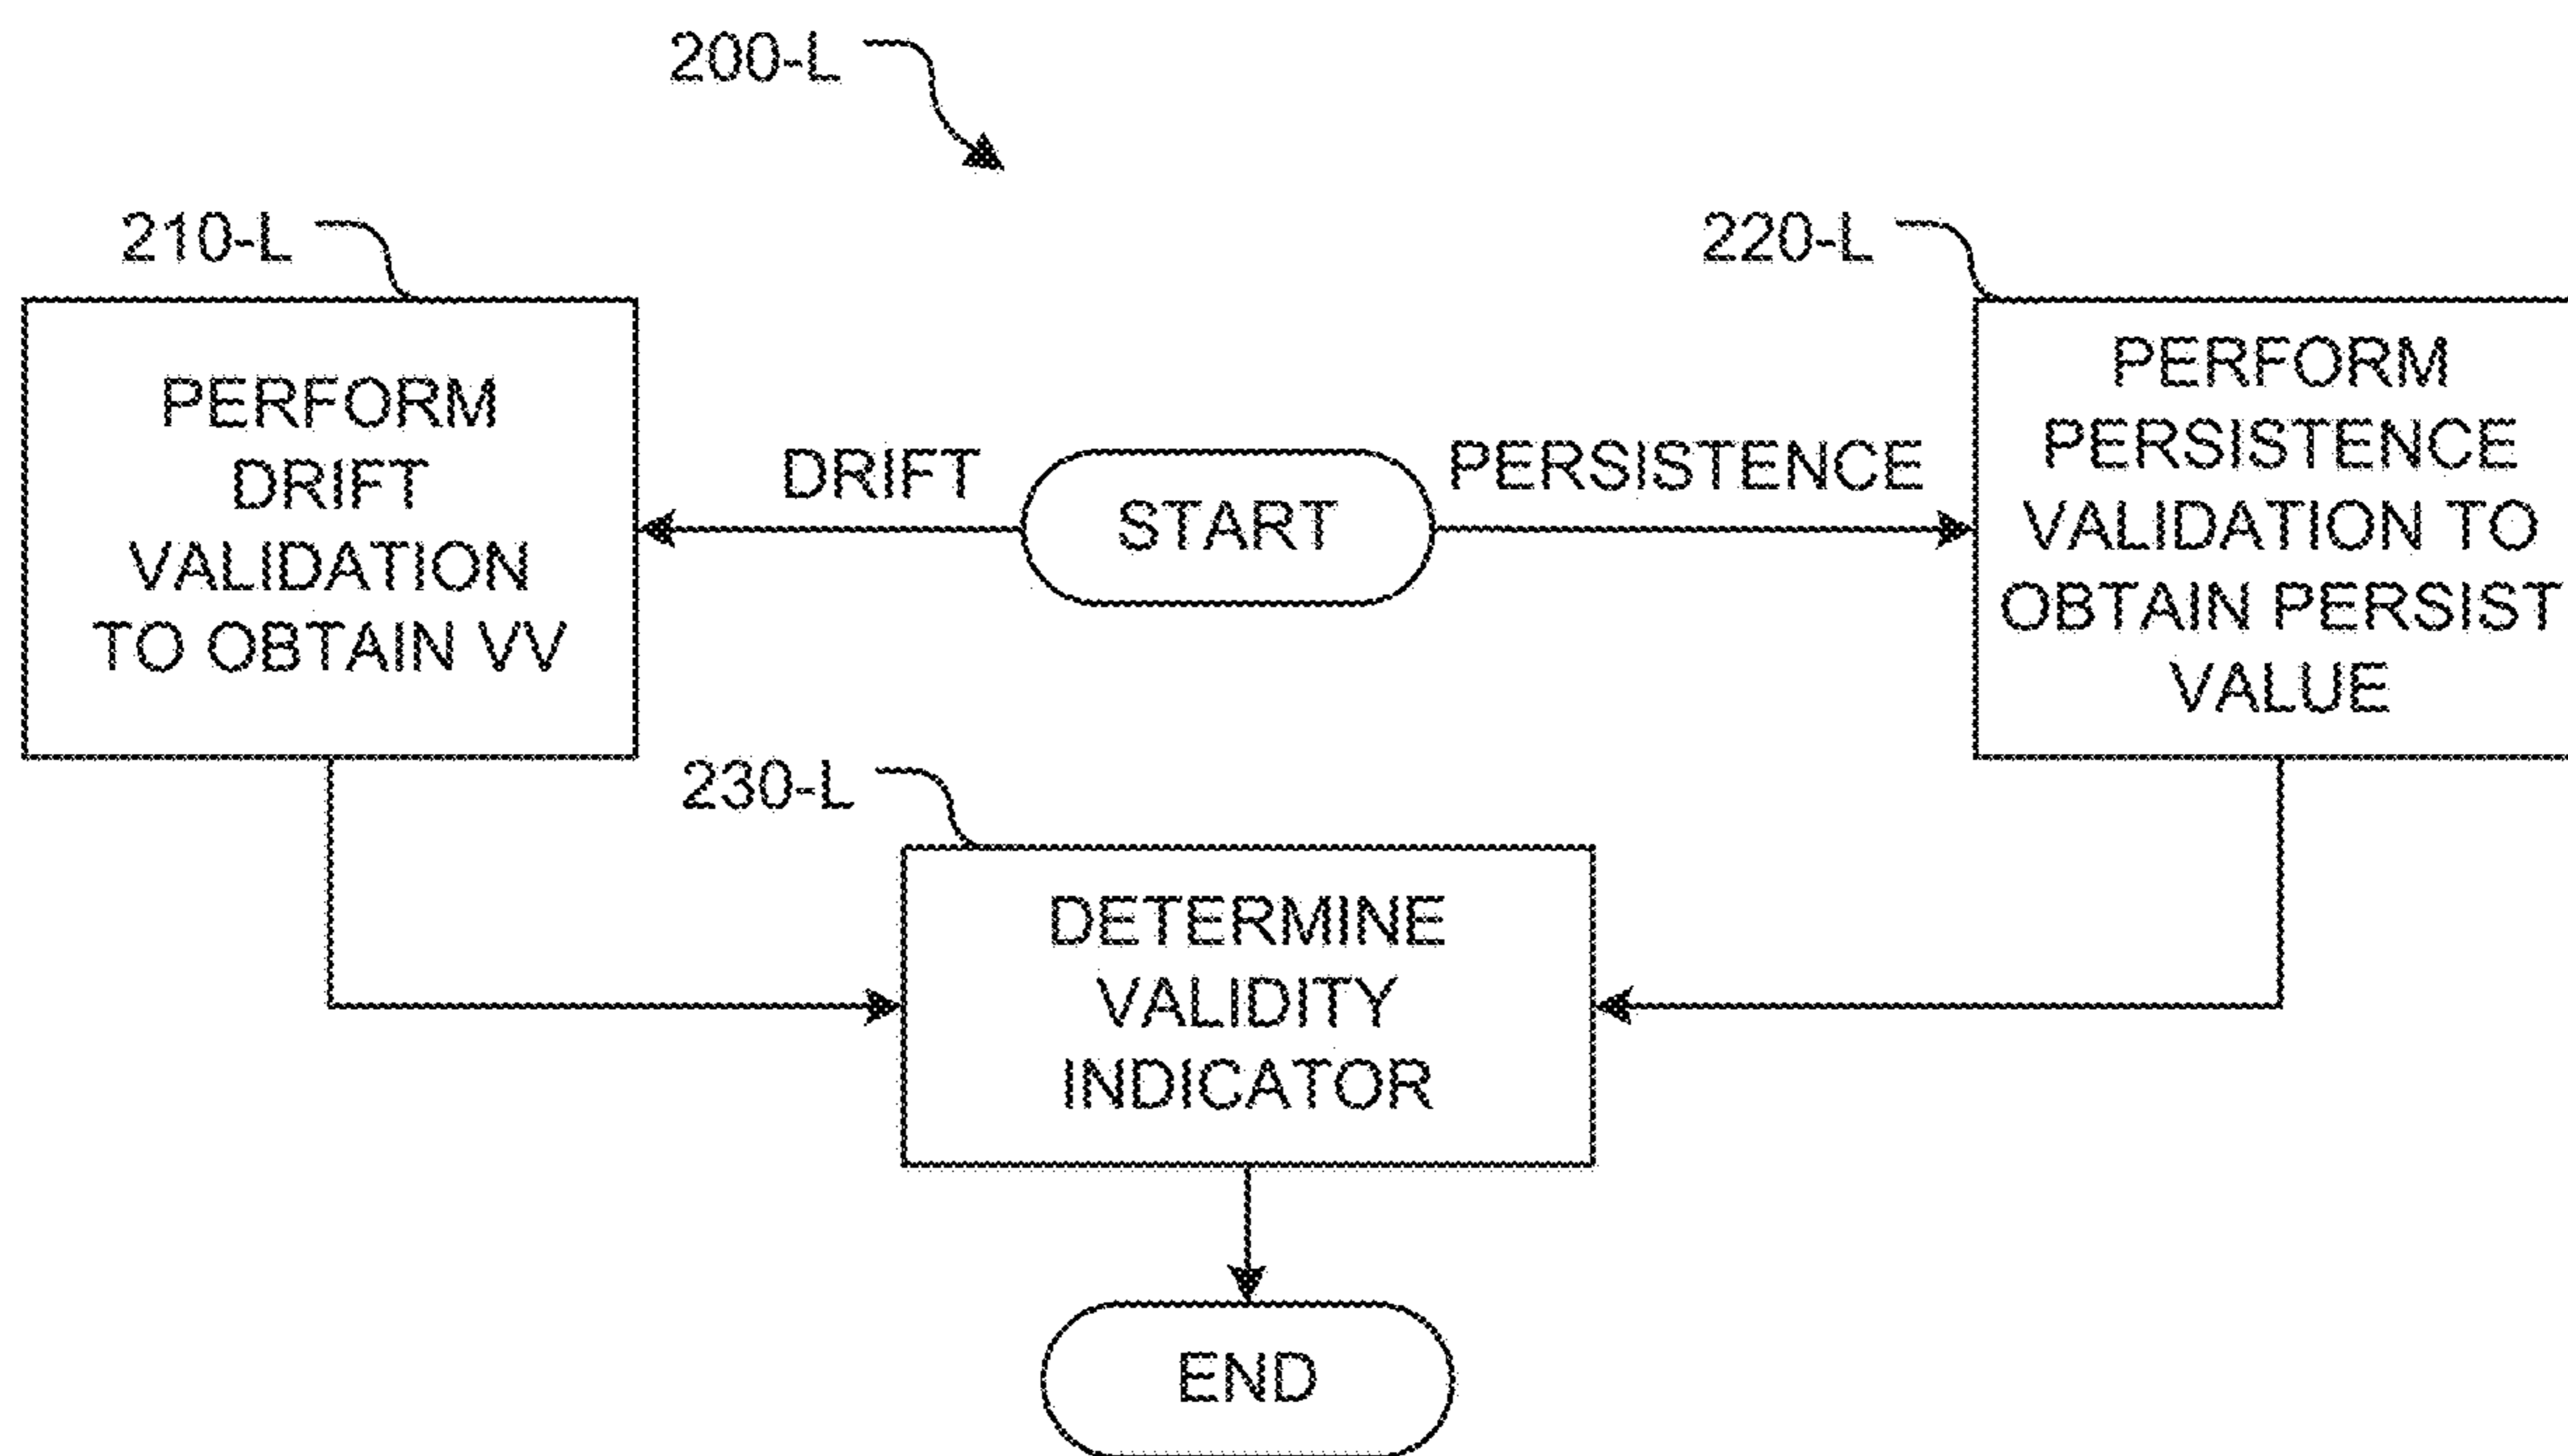 200-L
210-L
220-L
PERFORM
DRIFT
VALIDATION
TO OBTAIN VV
DRIFT
START
PERSISTENCE
PERFORM
PERSISTENCE
VALIDATION TO
OBTAIN PERSIST
VALUE
230-L
DETERMINE
VALIDITY
INDICATOR
END